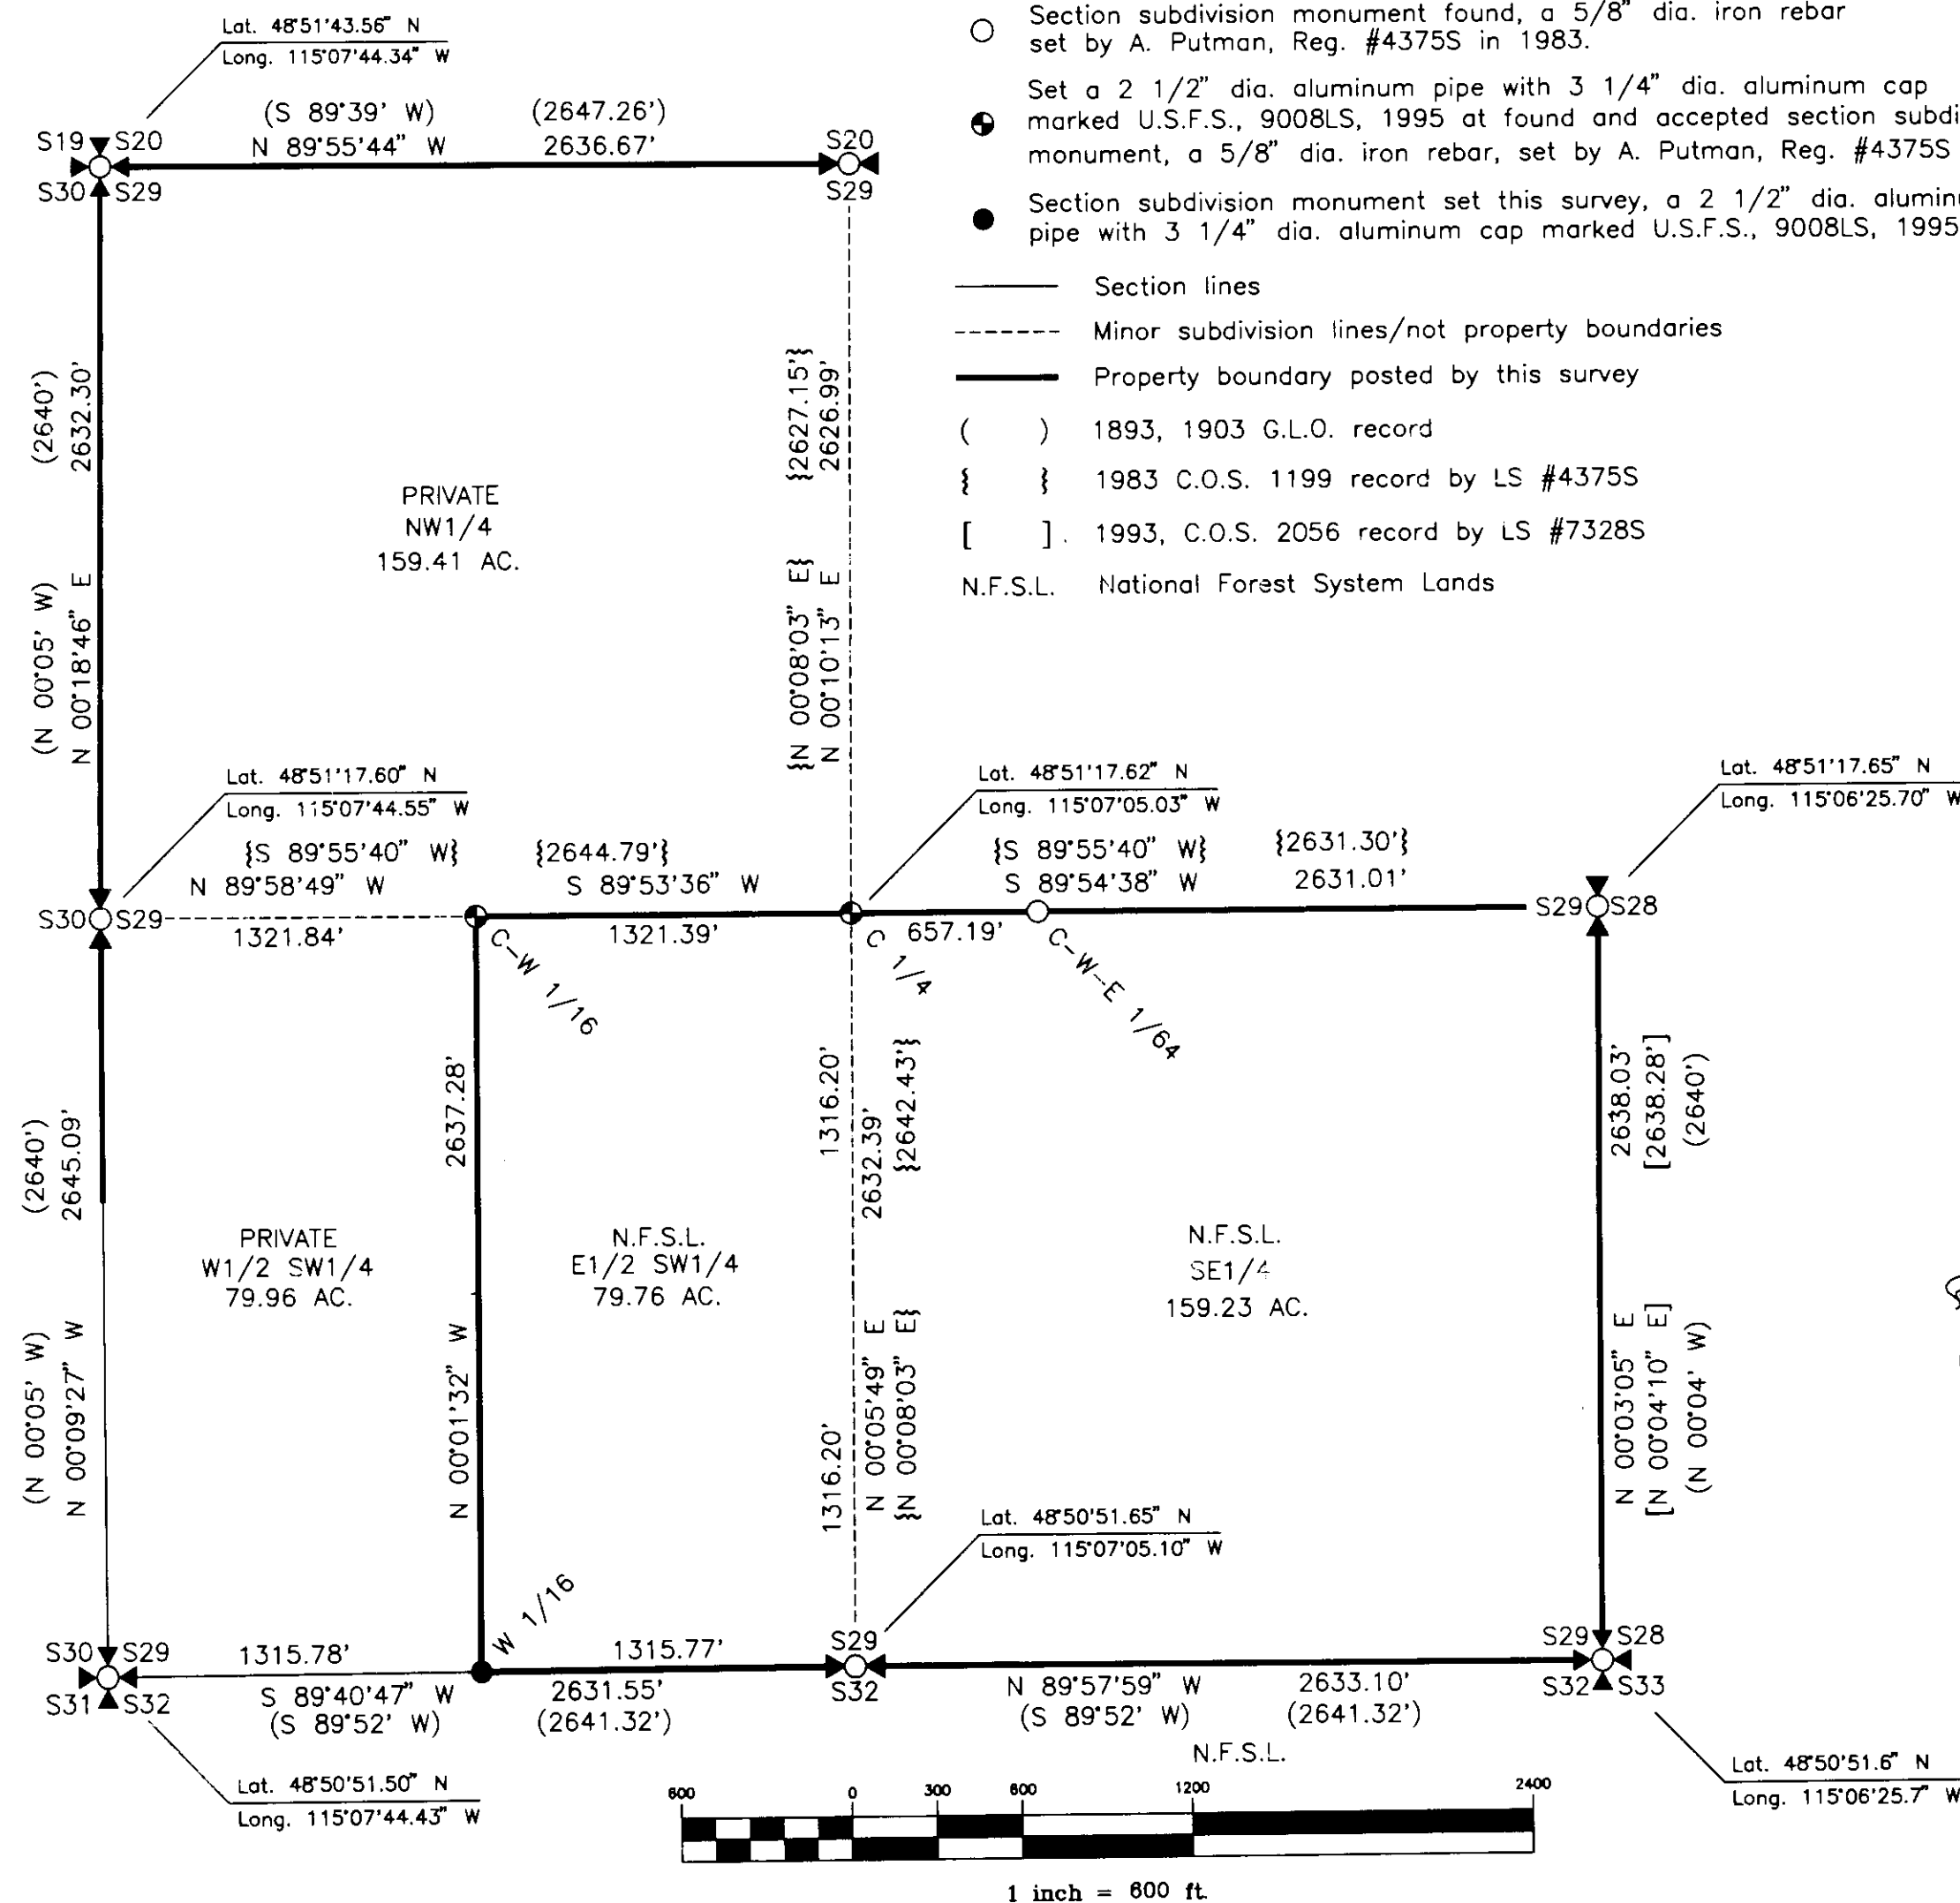 Lat. 48°51'43.56" N
Long. 115°07'44.34" W
(S 89°39' W) (2647.26')
N 89°55'44" W 2636.67'
S19 S20
S30 S29
S20
S29
Section subdivision monument found, a 5/8" dia. iron rebar
set by A. Putman, Reg. #4375S in 1983.
Set a 2 1/2" dia. aluminum pipe with 3 1/4" dia. aluminum cap
marked U.S.F.S., 9008LS, 1995 at found and accepted section subdi
monument, a 5/8" dia. iron rebar, set by A. Putman, Reg. #4375S
Section subdivision monument set this survey, a 2 1/2" dia. alumin
pipe with 3 1/4" dia. aluminum cap marked U.S.F.S., 9008LS, 1995
Section lines
Minor subdivision lines/not property boundaries
Property boundary posted by this survey
( ) 1893, 1903 G.L.O. record
{ } 1983 C.O.S. 1199 record by LS #4375S
[ ]. 1993, C.O.S. 2056 record by LS #7328S
N.F.S.L. National Forest System Lands
(2640')
2632.30'
(N 00°05' W)
N 00°18'46" E
PRIVATE
NW1/4
159.41 AC.
{2627.15'}
2626.99'
{N 00°08'03" E}
N 00°10'13" E
Lat. 48°51'17.60" N
Long. 115°07'44.55" W
Lat. 48°51'17.62" N
Long. 115°07'05.03" W
Lat. 48°51'17.65" N
Long. 115°06'25.70" W
{S 89°55'40" W} {2644.79'}
N 89°58'49" W S 89°53'36" W
{S 89°55'40" W} {2631.30'}
S 89°54'38" W 2631.01'
S30 S29
S29 S28
1321.84' 1321.39' 657.19'
C-W 1/16
C 1/4
C-W-E 1/64
(2640')
2645.09'
(N 00°05' W)
N 00°09'27" W
2637.28'
N 00°01'32" W
1316.20'
1316.20'
2632.39'
{2642.43'}
N 00°05'49" E
{N 00°08'03" E}
2638.03'
[2638.28']
(2640')
N 00°03'05" E
[N 00°04'10" E]
(N 00°04' W)
PRIVATE
W1/2 SW1/4
79.96 AC.
N.F.S.L.
E1/2 SW1/4
79.76 AC.
N.F.S.L.
SE1/4
159.23 AC.
Lat. 48°50'51.65" N
Long. 115°07'05.10" W
W 1/16
S30 S29
S31 S32
1315.78' 1315.77'
S29
S32
S29 S28
S32 S33
S 89°40'47" W 2631.55'
(S 89°52' W) (2641.32')
N 89°57'59" W 2633.10'
(S 89°52' W) (2641.32')
N.F.S.L.
Lat. 48°50'51.50" N
Long. 115°07'44.43" W
Lat. 48°50'51.6" N
Long. 115°06'25.7" W
600 0 300 600 1200 2400
1 inch = 600 ft.